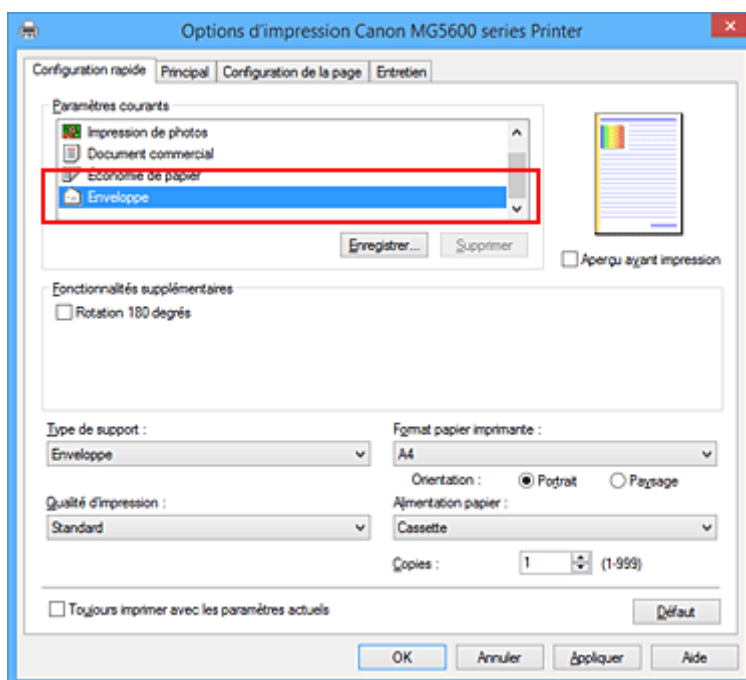 Options d'impression Canon MG5600 series Printer
Configuration rapide Principal Configuration de la page Entretien
Paramètres courants
Impression de photos
Document commercial
Économie de papier
Enveloppe
Enregistrer... Supprimer
Aperçu avant impression
Fonctionnalités supplémentaires
Rotation 180 degrés
Type de support : Format papier imprimante :
Enveloppe A4
Orientation : Portrait Paysage
Qualité d'impression : Alimentation papier :
Standard Cassette
Copies : 1 (1-999)
Toujours imprimer avec les paramètres actuels Défaut
OK Annuler Appliquer Aide